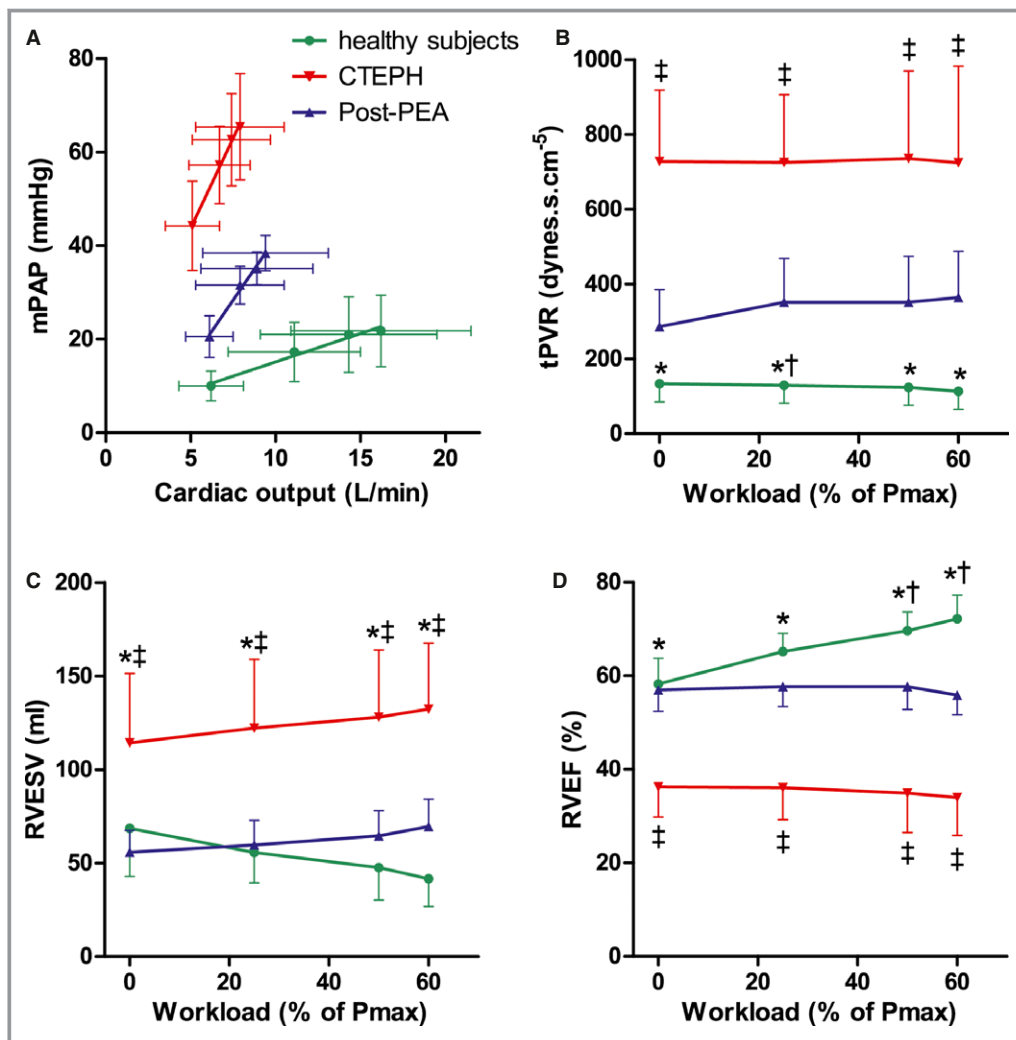 A
healthy subjects
CTEPH
Post-PEA
mPAP (mmHg)
80
60
40
20
0
0 5 10 15 20
Cardiac output (L/min)
B
tPVR (dynes.s.cm-5)
1000
800
600
400
200
0
‡ ‡ ‡ ‡
* *† * *
0 20 40 60
Workload (% of Pmax)
C
RVESV (ml)
200
150
100
50
0
*‡ *‡ *‡ *‡
0 20 40 60
Workload (% of Pmax)
D
RVEF (%)
80
60
40
20
0
* * *† *†
‡ ‡ ‡ ‡
0 20 40 60
Workload (% of Pmax)